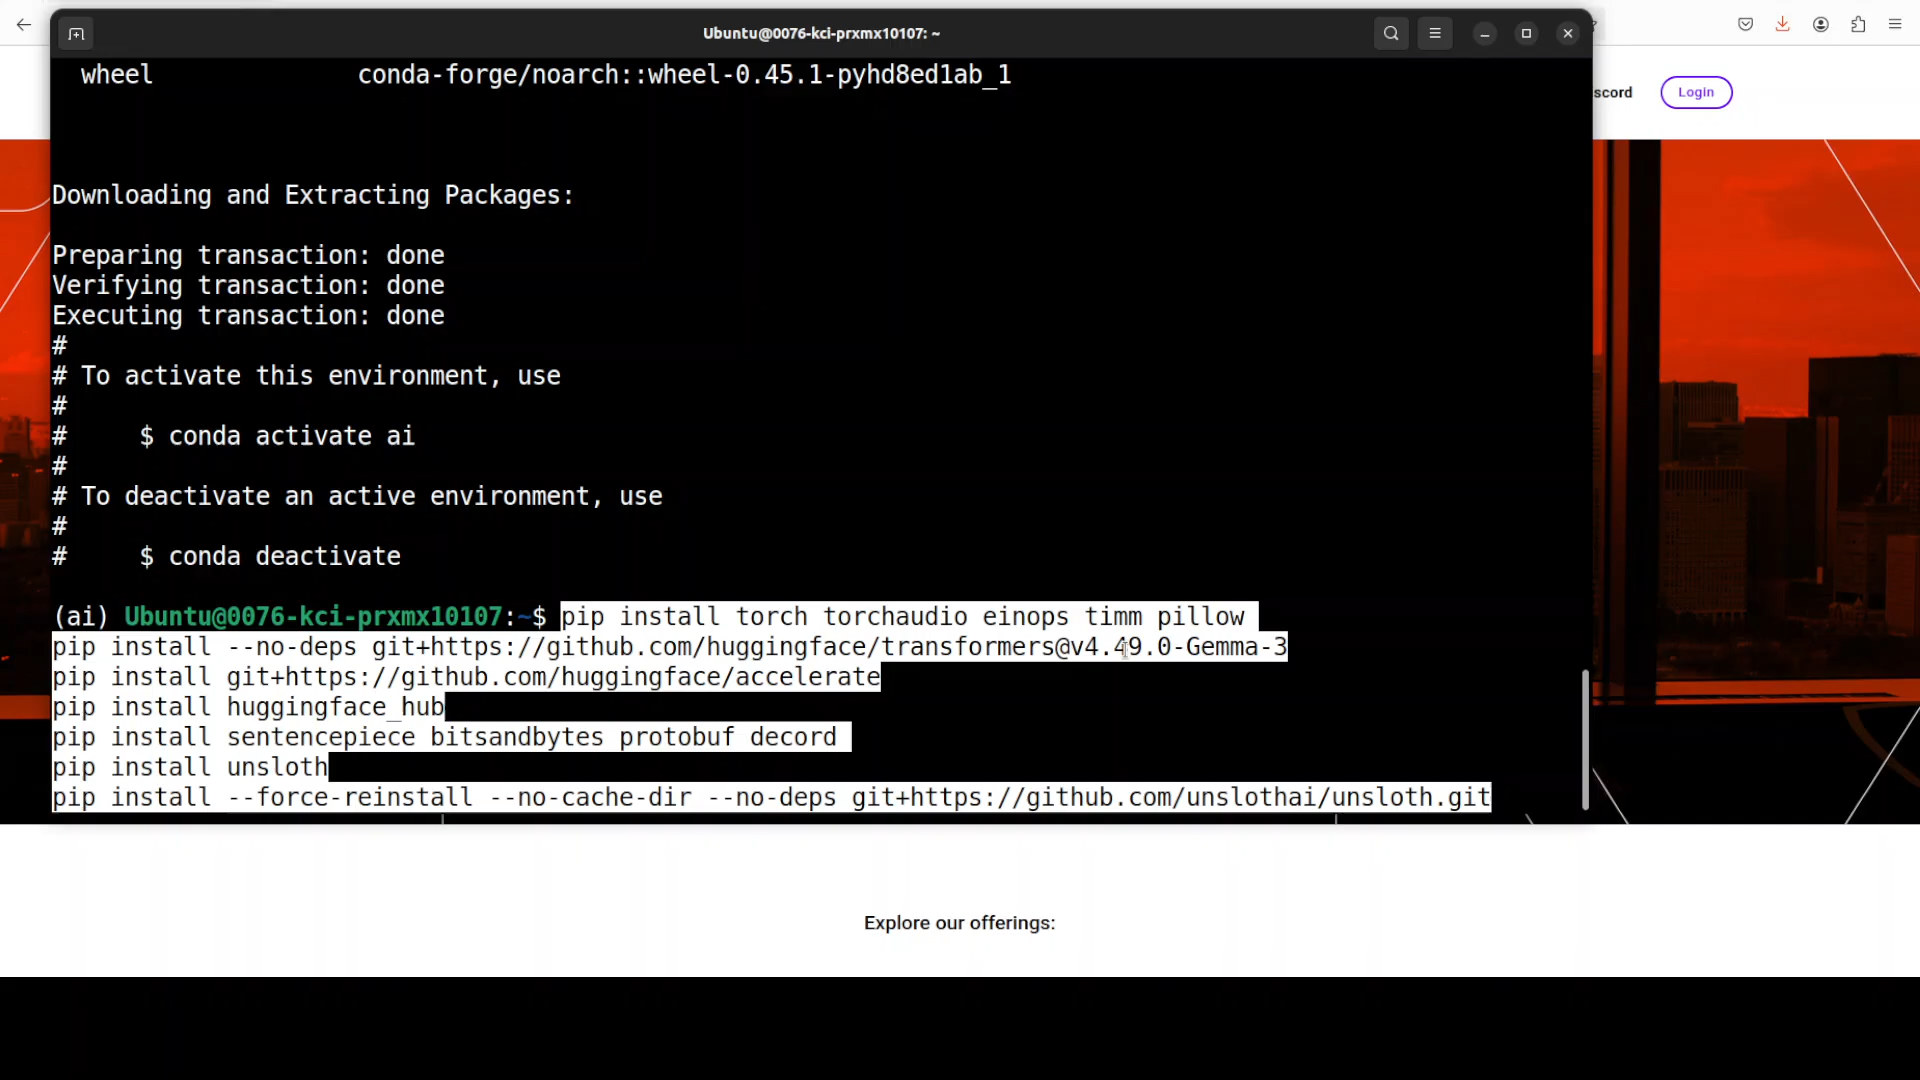 Ubuntu@0076-kci-prxmx10107: ~
scord
Login
wheel conda-forge/noarch::wheel-0.45.1-pyhd8ed1ab_1
Downloading and Extracting Packages:
Preparing transaction: done
Verifying transaction: done
Executing transaction: done
#
# To activate this environment, use
#
# $ conda activate ai
#
# To deactivate an active environment, use
#
# $ conda deactivate
(ai) Ubuntu@0076-kci-prxmx10107:~$ pip install torch torchaudio einops timm pillow
pip install --no-deps git+https://github.com/huggingface/transformers@v4.49.0-Gemma-3
pip install git+https://github.com/huggingface/accelerate
pip install huggingface_hub
pip install sentencepiece bitsandbytes protobuf decord
pip install unsloth
pip install --force-reinstall --no-cache-dir --no-deps git+https://github.com/unslothai/unsloth.git
Explore our offerings: